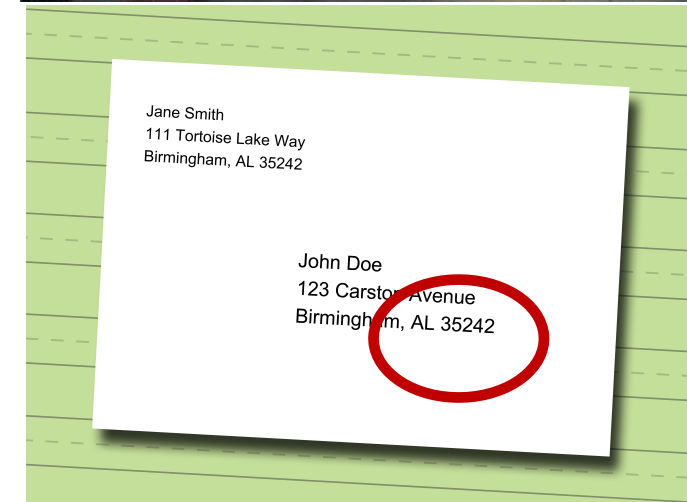 Jane Smith
111 Tortoise Lake Way
Birmingham, AL 35242
John Doe
123 Carston Avenue
Birmingham, AL 35242